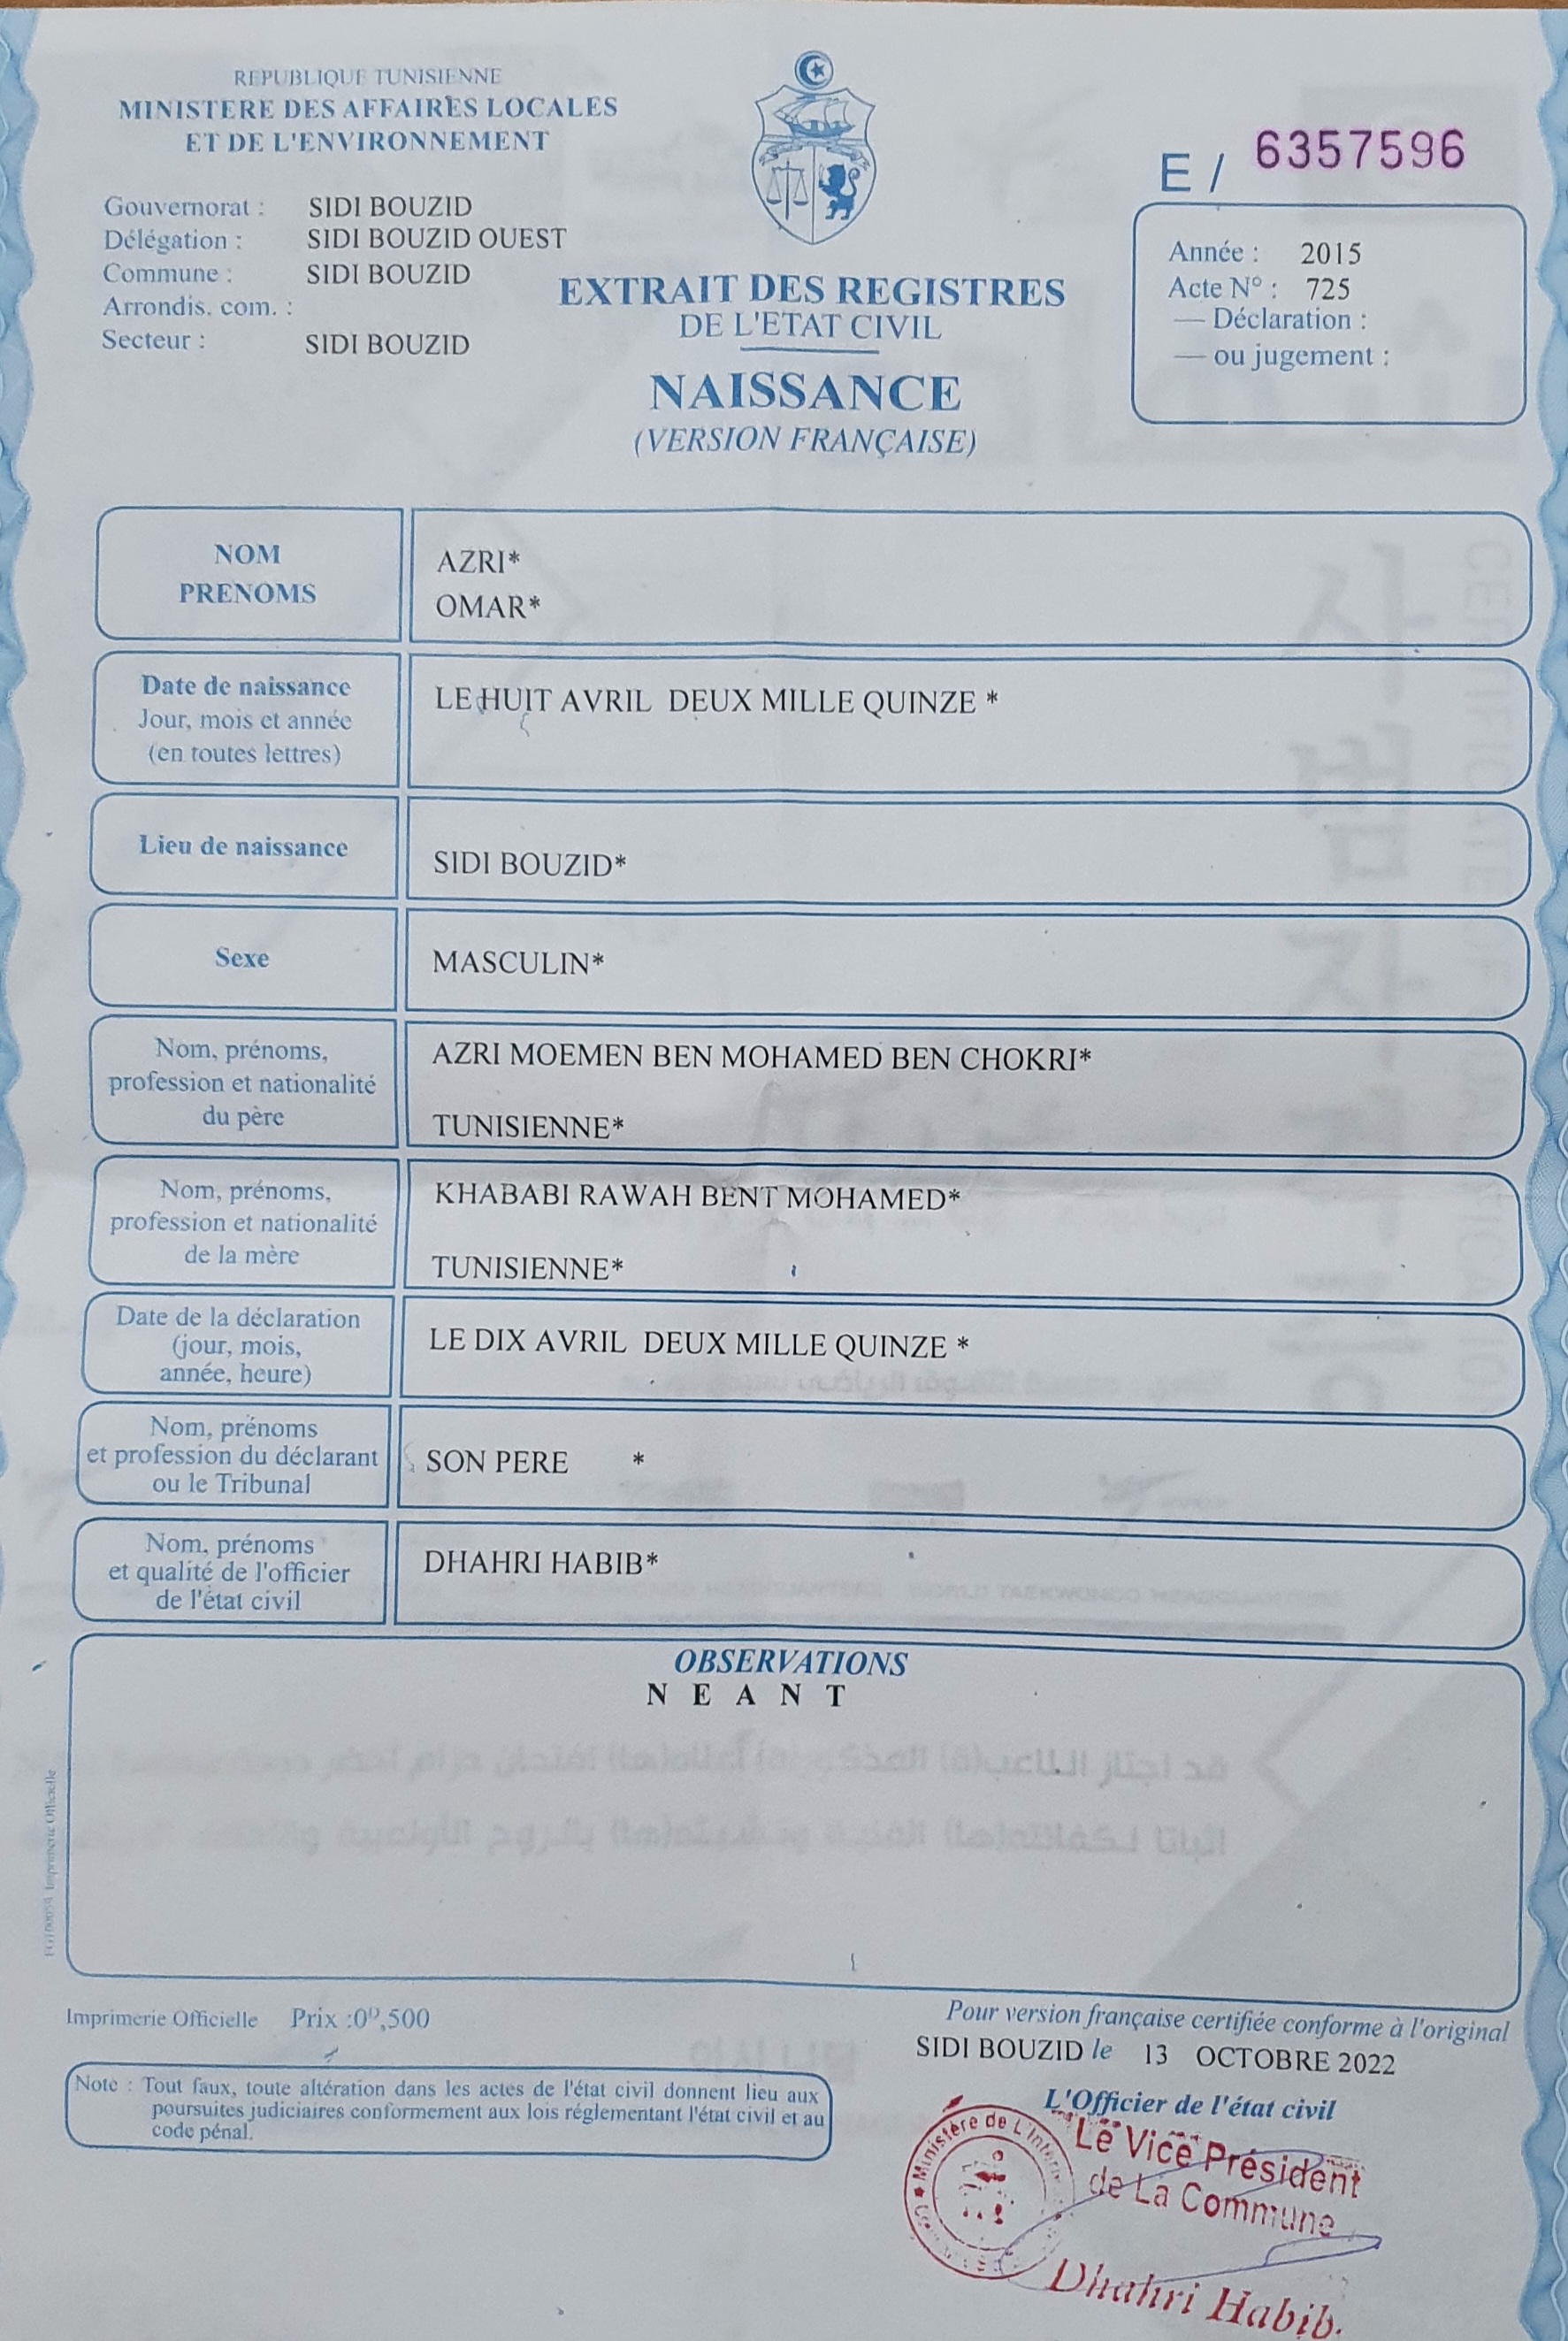 REPUBLIQUE TUNISIENNE
MINISTERE DES AFFAIRES LOCALES
ET DE L'ENVIRONNEMENT
Gouvernorat : SIDI BOUZID
Délégation : SIDI BOUZID OUEST
Commune : SIDI BOUZID
Arrondis. com. :
Secteur : SIDI BOUZID
E / 6357596
Année : 2015
Acte N° : 725
— Déclaration :
— ou jugement :
EXTRAIT DES REGISTRES
DE L'ETAT CIVIL
NAISSANCE
(VERSION FRANÇAISE)
NOM
PRENOMS
AZRI*
OMAR*
Date de naissance
Jour, mois et année
(en toutes lettres)
LE HUIT AVRIL DEUX MILLE QUINZE *
Lieu de naissance
SIDI BOUZID*
Sexe
MASCULIN*
Nom, prénoms,
profession et nationalité
du père
AZRI MOEMEN BEN MOHAMED BEN CHOKRI*
TUNISIENNE*
Nom, prénoms,
profession et nationalité
de la mère
KHABABI RAWAH BENT MOHAMED*
TUNISIENNE*
Date de la déclaration
(jour, mois,
année, heure)
LE DIX AVRIL DEUX MILLE QUINZE *
Nom, prénoms
et profession du déclarant
ou le Tribunal
SON PERE *
Nom, prénoms
et qualité de l'officier
de l'état civil
DHAHRI HABIB*
OBSERVATIONS
N E A N T
Imprimerie Officielle
Imprimerie Officielle Prix :0ᴰ,500
Note : Tout faux, toute altération dans les actes de l'état civil donnent lieu aux
poursuites judiciaires conformement aux lois réglementant l'état civil et au
code pénal.
Pour version française certifiée conforme à l'original
SIDI BOUZID le 13 OCTOBRE 2022
L'Officier de l'état civil
Ministère de L'Intérieur
Le Vice Président
de La Commune
Dhahri Habib.